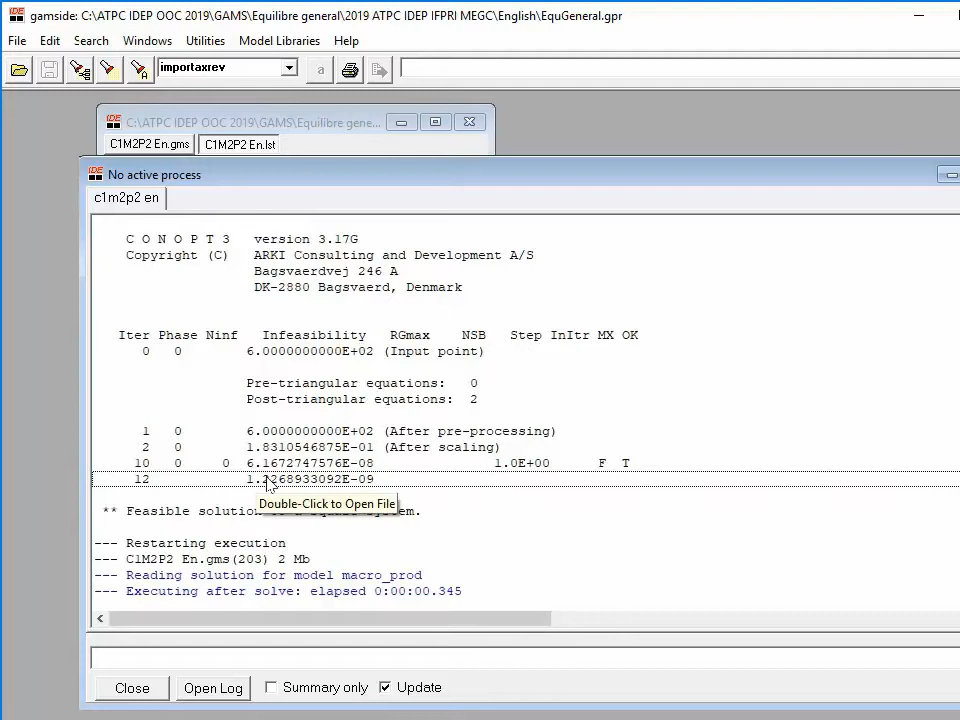 gamside: C:\ATPC IDEP OOC 2019\GAMS\Equilibre general\2019 ATPC IDEP IFPRI MEGC\English\EquGeneral.gpr
File Edit Search Windows Utilities Model Libraries Help
importaxrev
a
IDE C:\ATPC IDEP OOC 2019\GAMS\Equilibre gene...
C1M2P2 En.gms C1M2P2 En.lst
IDE No active process
c1m2p2 en
C O N O P T 3 version 3.17G
Copyright (C) ARKI Consulting and Development A/S
Bagsvaerdvej 246 A
DK-2880 Bagsvaerd, Denmark
Iter Phase Ninf Infeasibility RGmax NSB Step InItr MX OK
0 0 6.0000000000E+02 (Input point)
Pre-triangular equations: 0
Post-triangular equations: 2
1 0 6.0000000000E+02 (After pre-processing)
2 0 1.8310546875E-01 (After scaling)
10 0 0 6.1672747576E-08 1.0E+00 F T
12 1.2268933092E-09
Double-Click to Open File
** Feasible solution
--- Restarting execution
--- C1M2P2 En.gms(203) 2 Mb
--- Reading solution for model macro_prod
--- Executing after solve: elapsed 0:00:00.345
Close Open Log Summary only Update